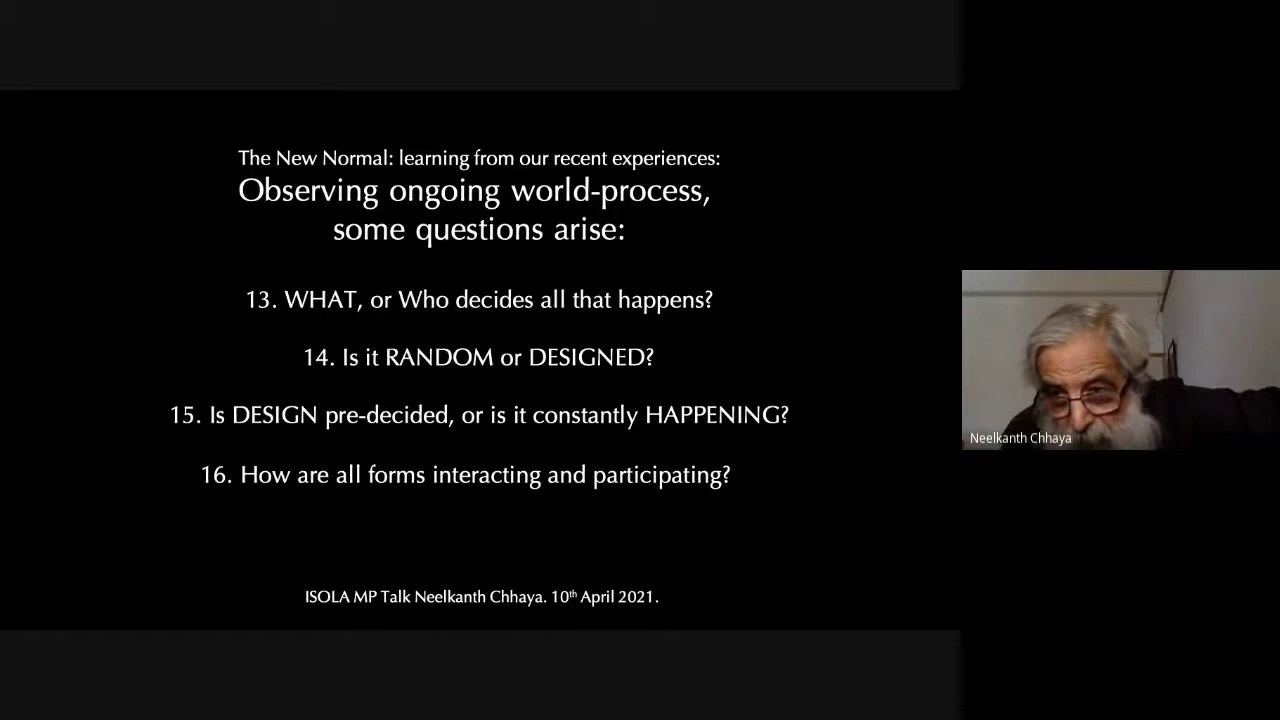 The New Normal: learning from our recent experiences:
Observing ongoing world-process,
some questions arise:
13. WHAT, or Who decides all that happens?
14. Is it RANDOM or DESIGNED?
15. Is DESIGN pre-decided, or is it constantly HAPPENING?
16. How are all forms interacting and participating?
ISOLA MP Talk Neelkanth Chhaya. 10th April 2021.
Neelkanth Chhaya